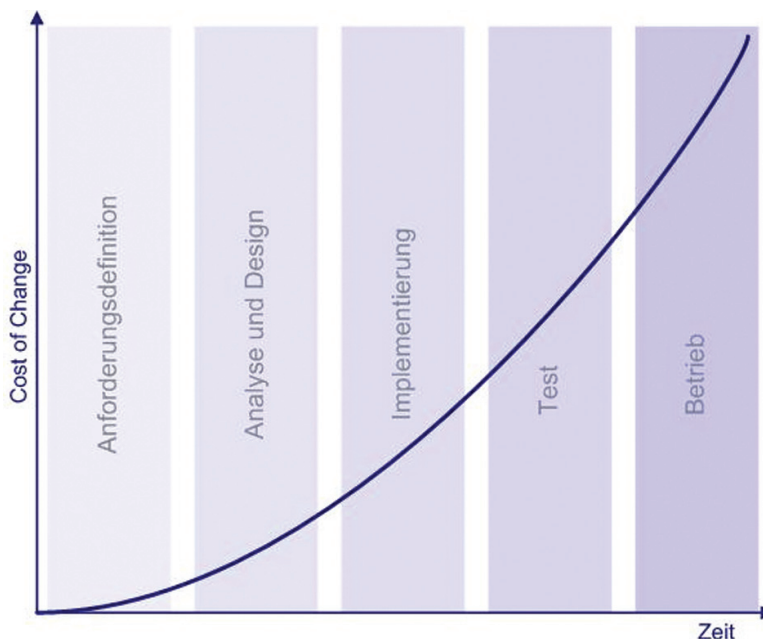 Cost of Change
Anforderungsdefinition
Analyse und Design
Implementierung
Test
Betrieb
Zeit